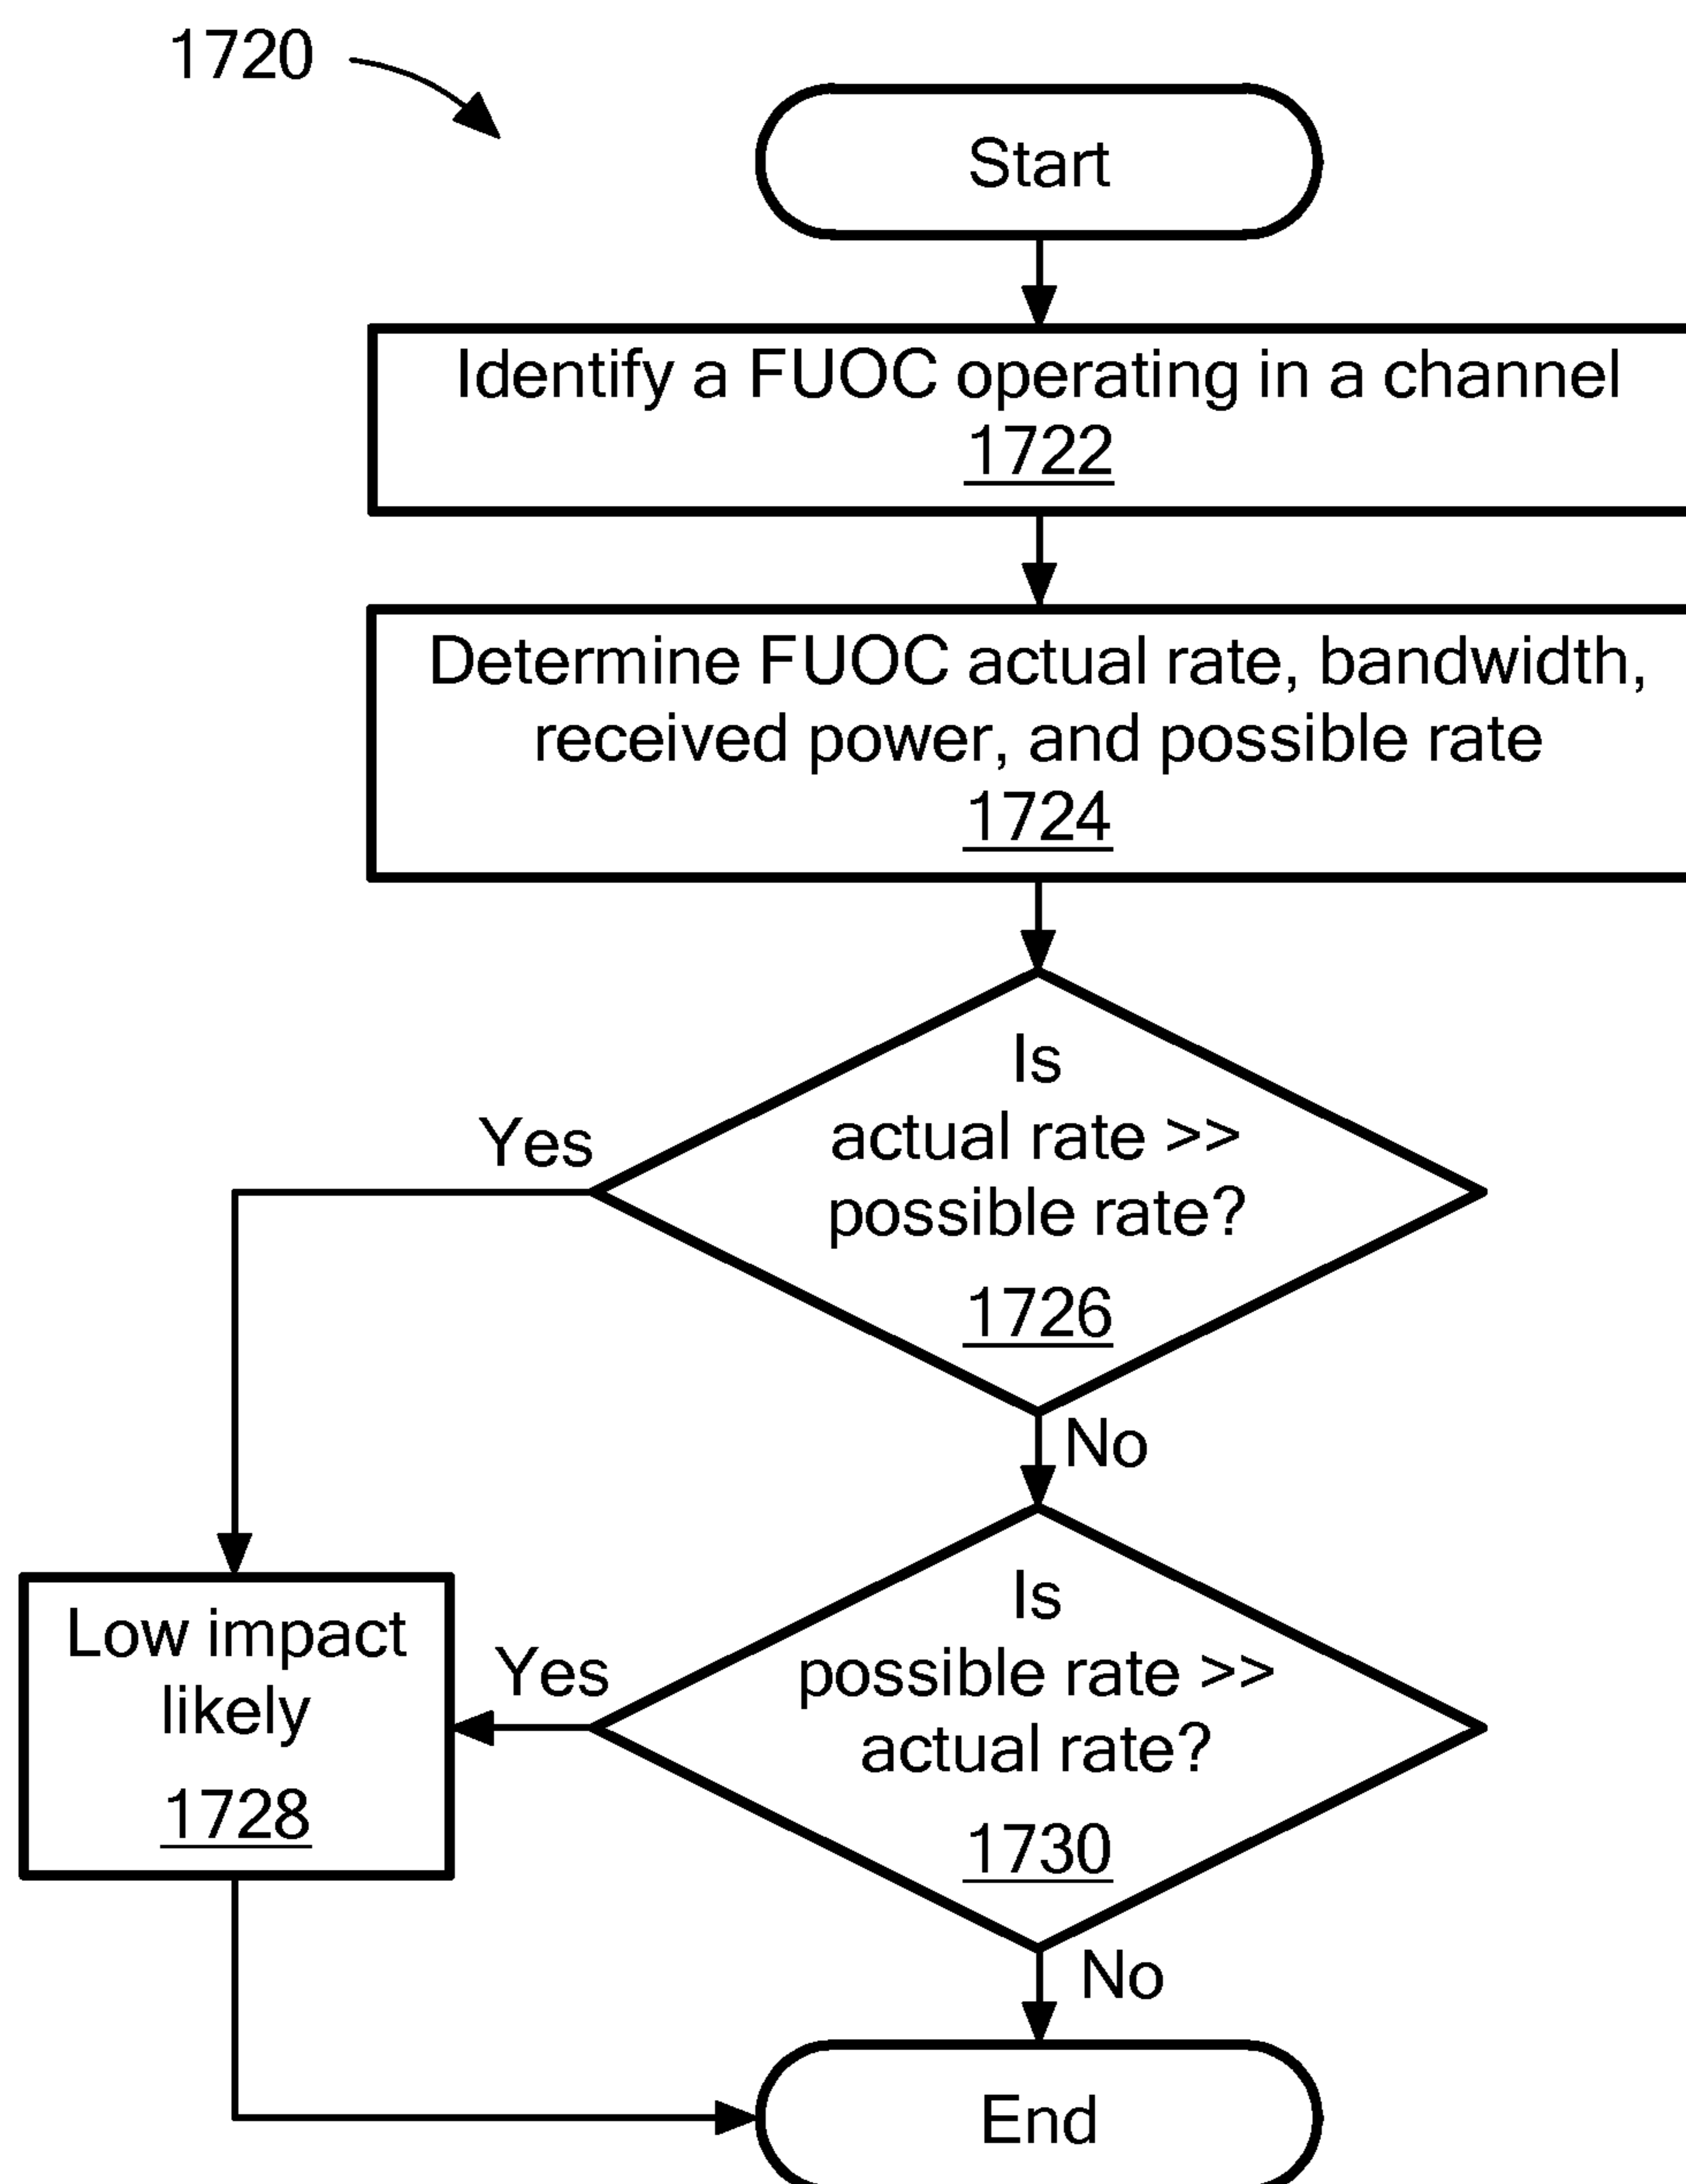 1720
Start
Identify a FUOC operating in a channel
1722
Determine FUOC actual rate, bandwidth,
received power, and possible rate
1724
Is
actual rate >>
possible rate?
1726
Yes
No
Is
possible rate >>
actual rate?
1730
Yes
Low impact
likely
1728
No
End